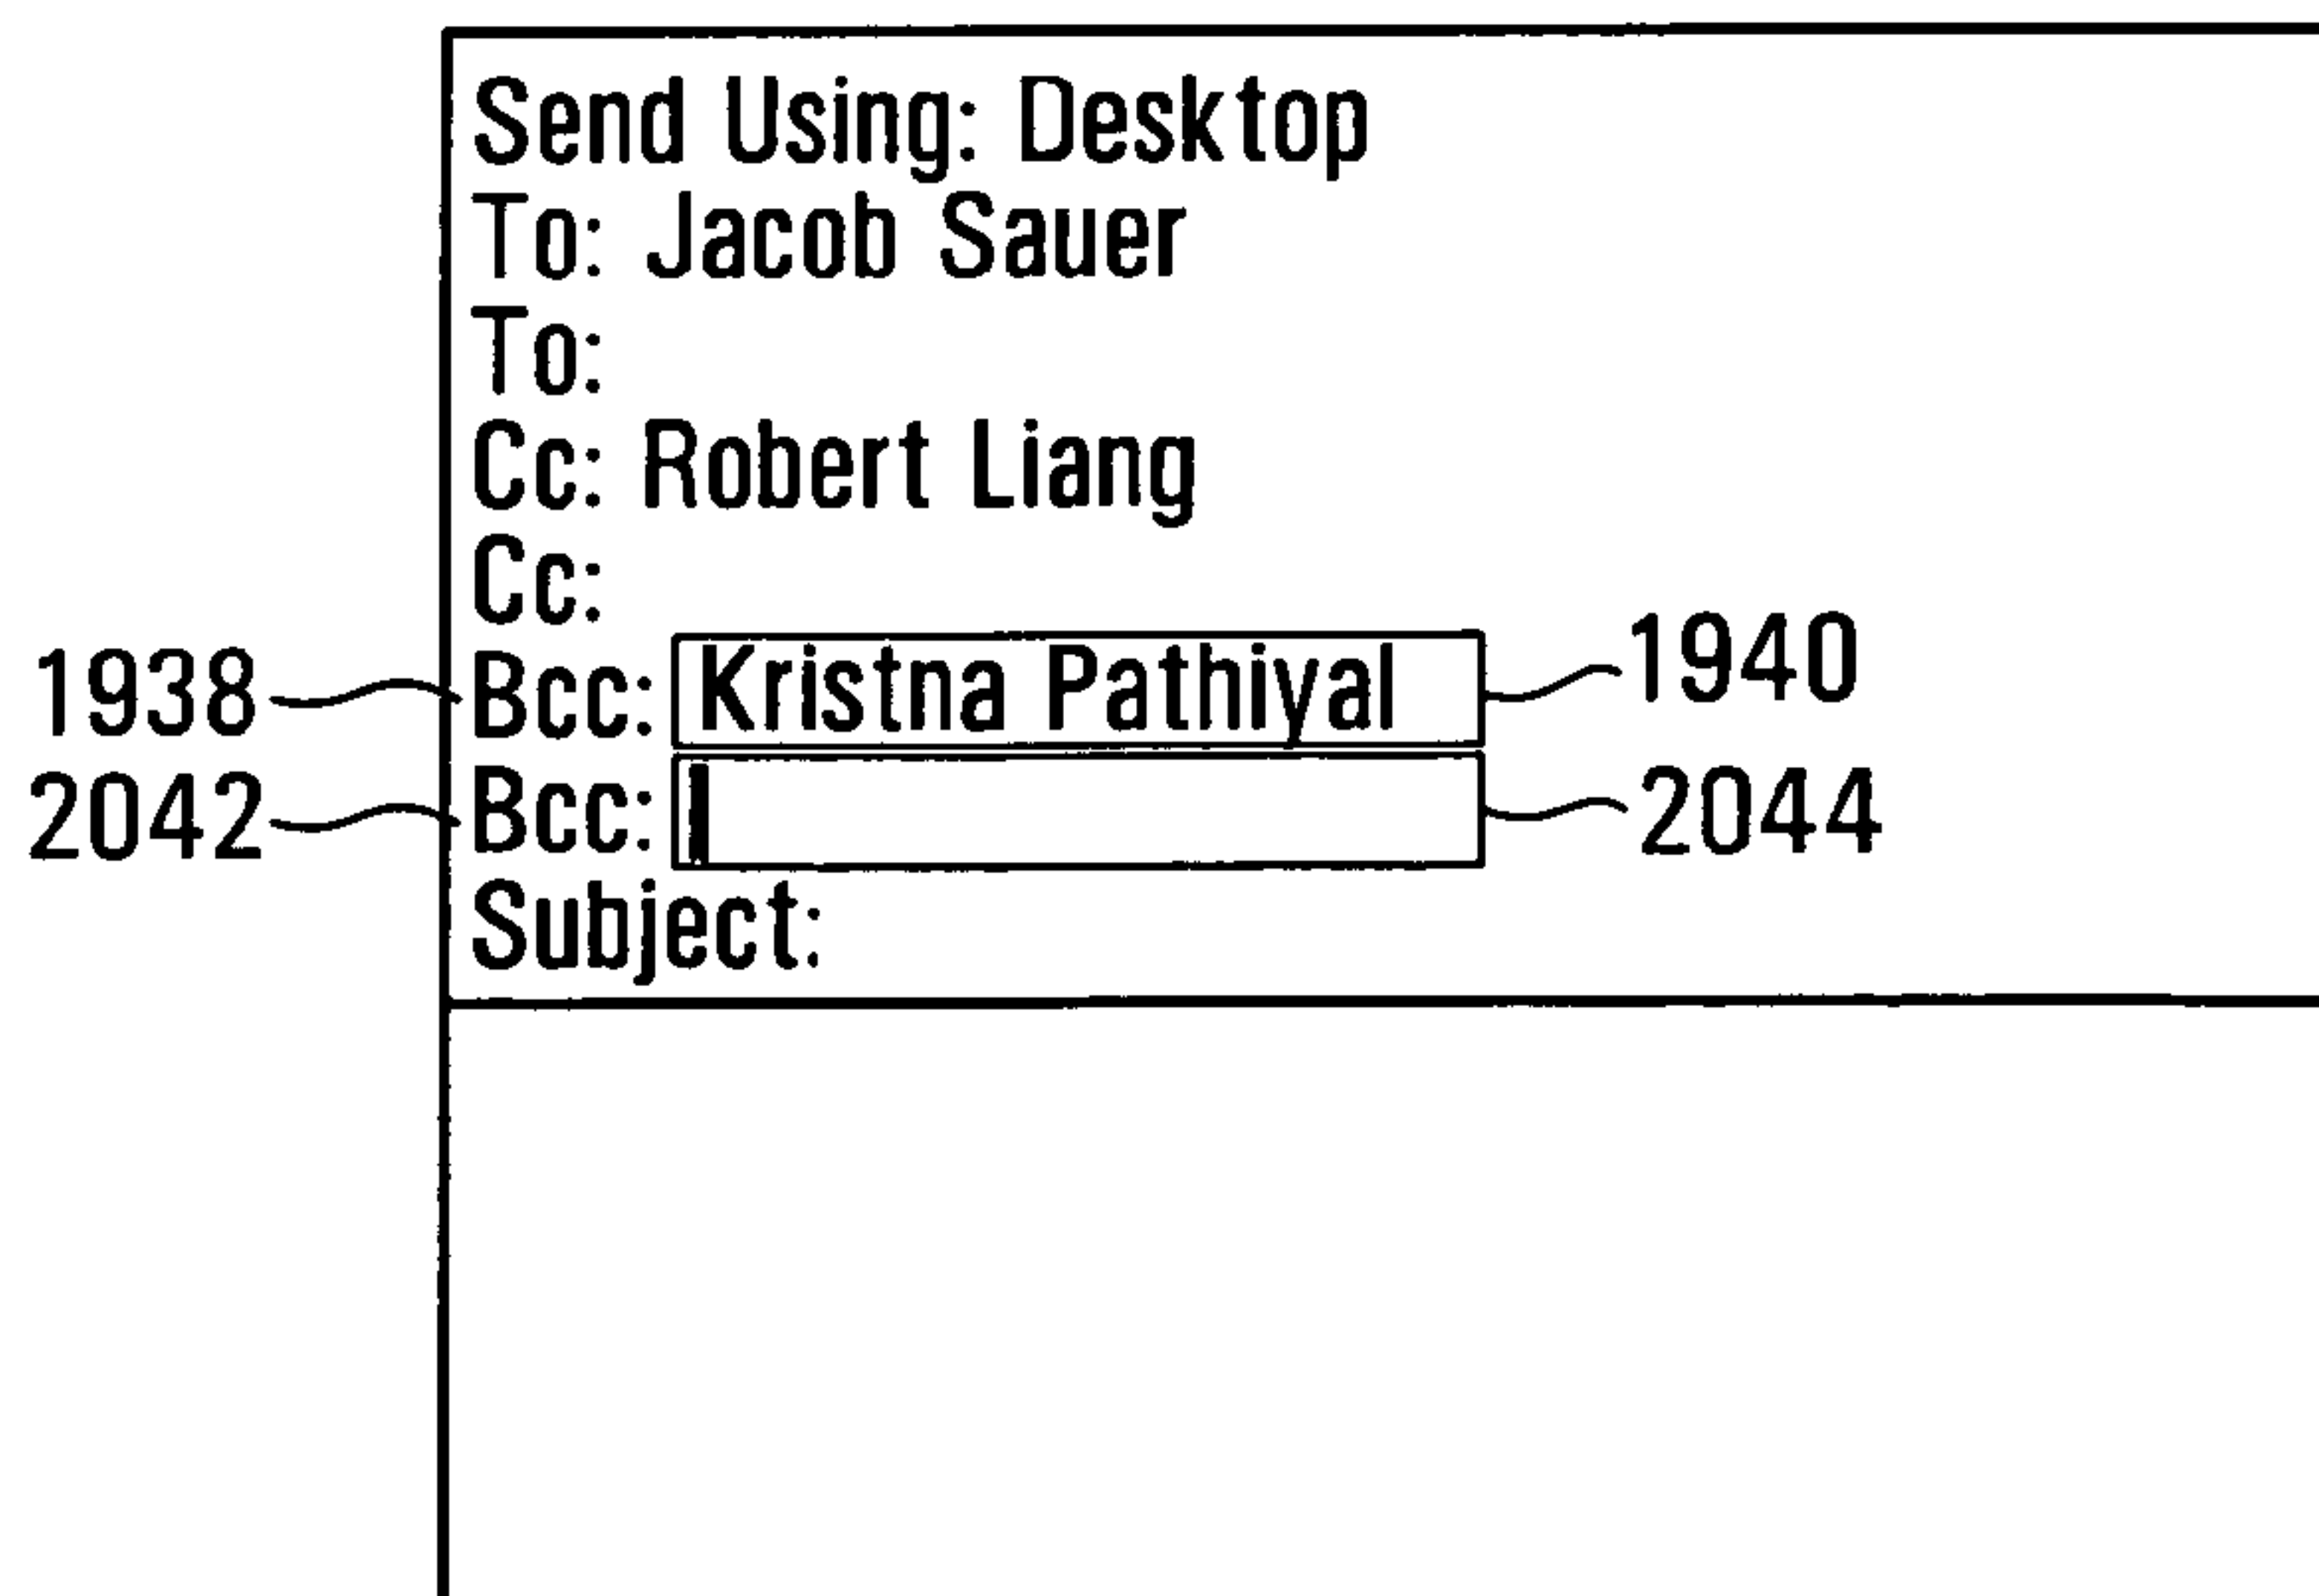 Send Using: Desktop
To: Jacob Sauer
To:
Cc: Robert Liang
Cc:
1938 Bcc: Kristna Pathiyal 1940
2042 Bcc: 2044
Subject: